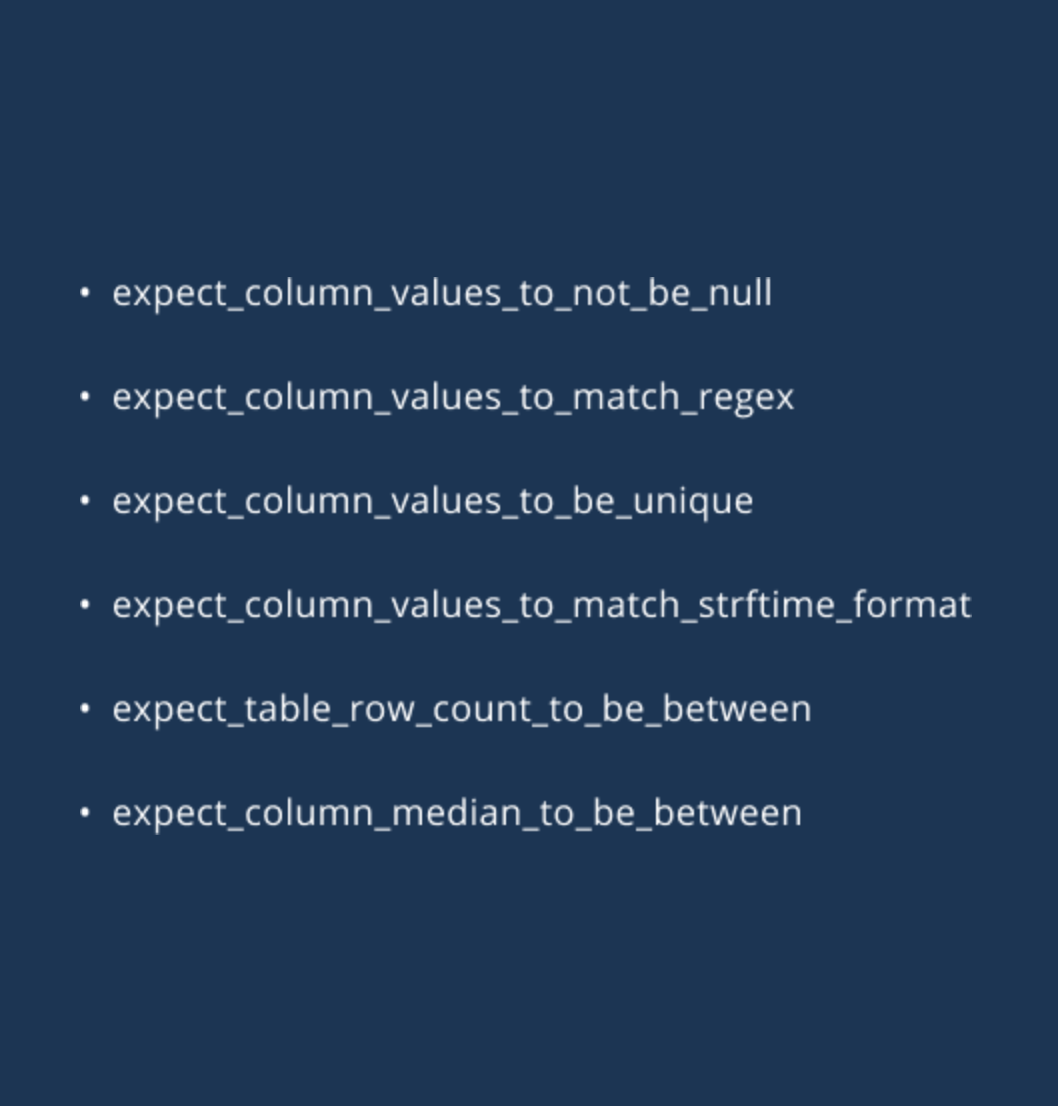 • expect_column_values_to_not_be_null
• expect_column_values_to_match_regex
• expect_column_values_to_be_unique
• expect_column_values_to_match_strftime_format
• expect_table_row_count_to_be_between
• expect_column_median_to_be_between